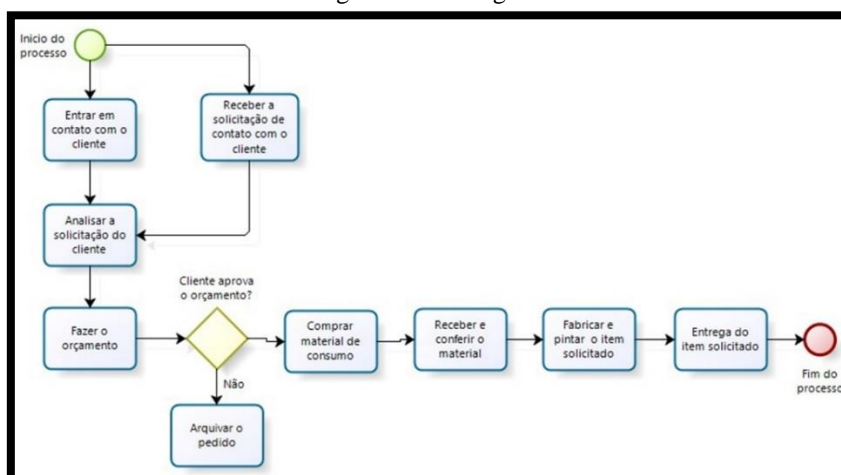 Inicio do
processo
Entrar em
contato com o
cliente
Receber a
solicitação de
contato com o
cliente
Analisar a
solicitação do
cliente
Fazer o
orçamento
Cliente aprova
o orçamento?
Não
Arquivar o
pedido
Comprar
material de
consumo
Receber e
conferir o
material
Fabricar e
pintar o item
solicitado
Entrega do
item solicitado
Fim do
processo